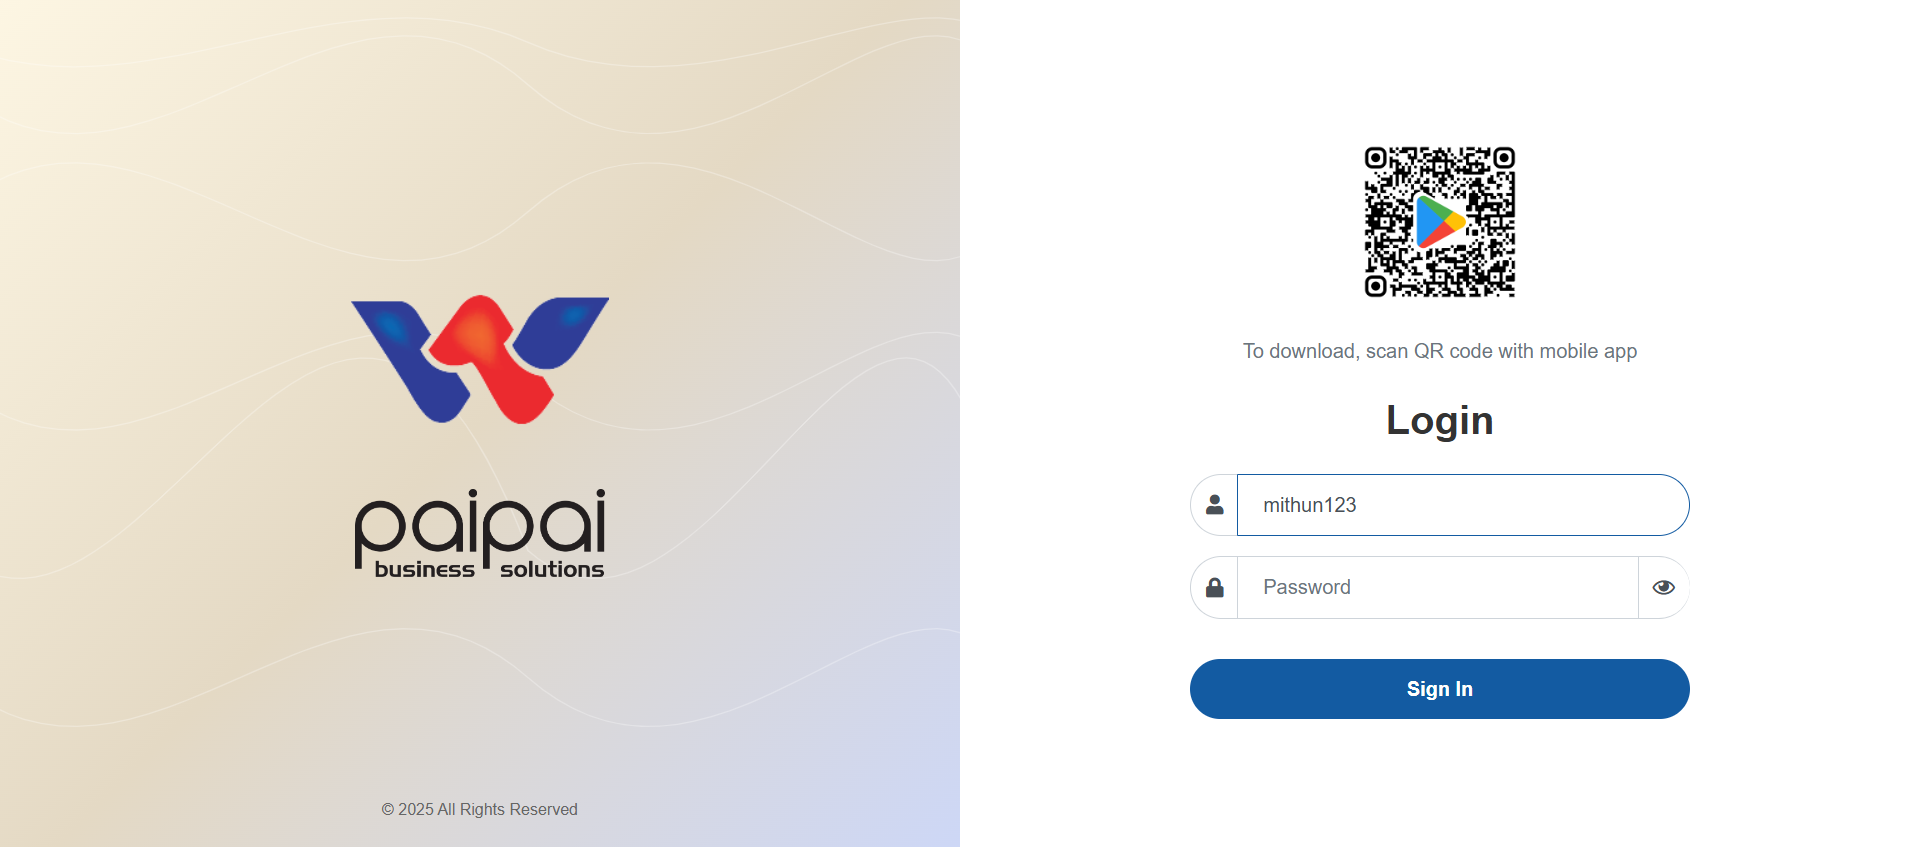 paipai
business solutions
© 2025 All Rights Reserved
To download, scan QR code with mobile app
Login
mithun123
Password
Sign In